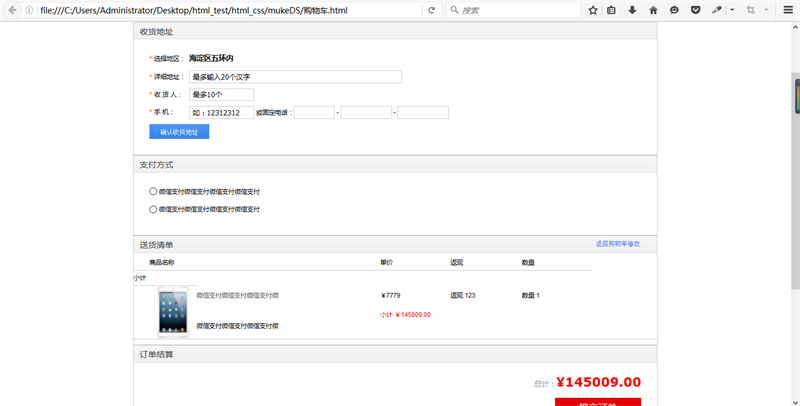 file:///C:/Users/Administrator/Desktop/html_test/html_css/mukeDS/购物车.html
搜索
收货地址
* 选择地区： 海淀区五环内
* 详细地址： 最多输入20个汉字
* 收 货 人： 最多10个
* 手 机： 如：12312312 或固定电话： - -
确认收货地址
支付方式
微信支付微信支付微信支付微信支付
微信支付微信支付微信支付微信支付
送货清单 返回购物车修改
商品名称 单价 返现 数量
小计
微信支付微信支付微信支付微 ￥7779 返现 123 数量 1
小计 ￥145009.00
微信支付微信支付微信支付微
订单结算
总计：¥145009.00
提交订单